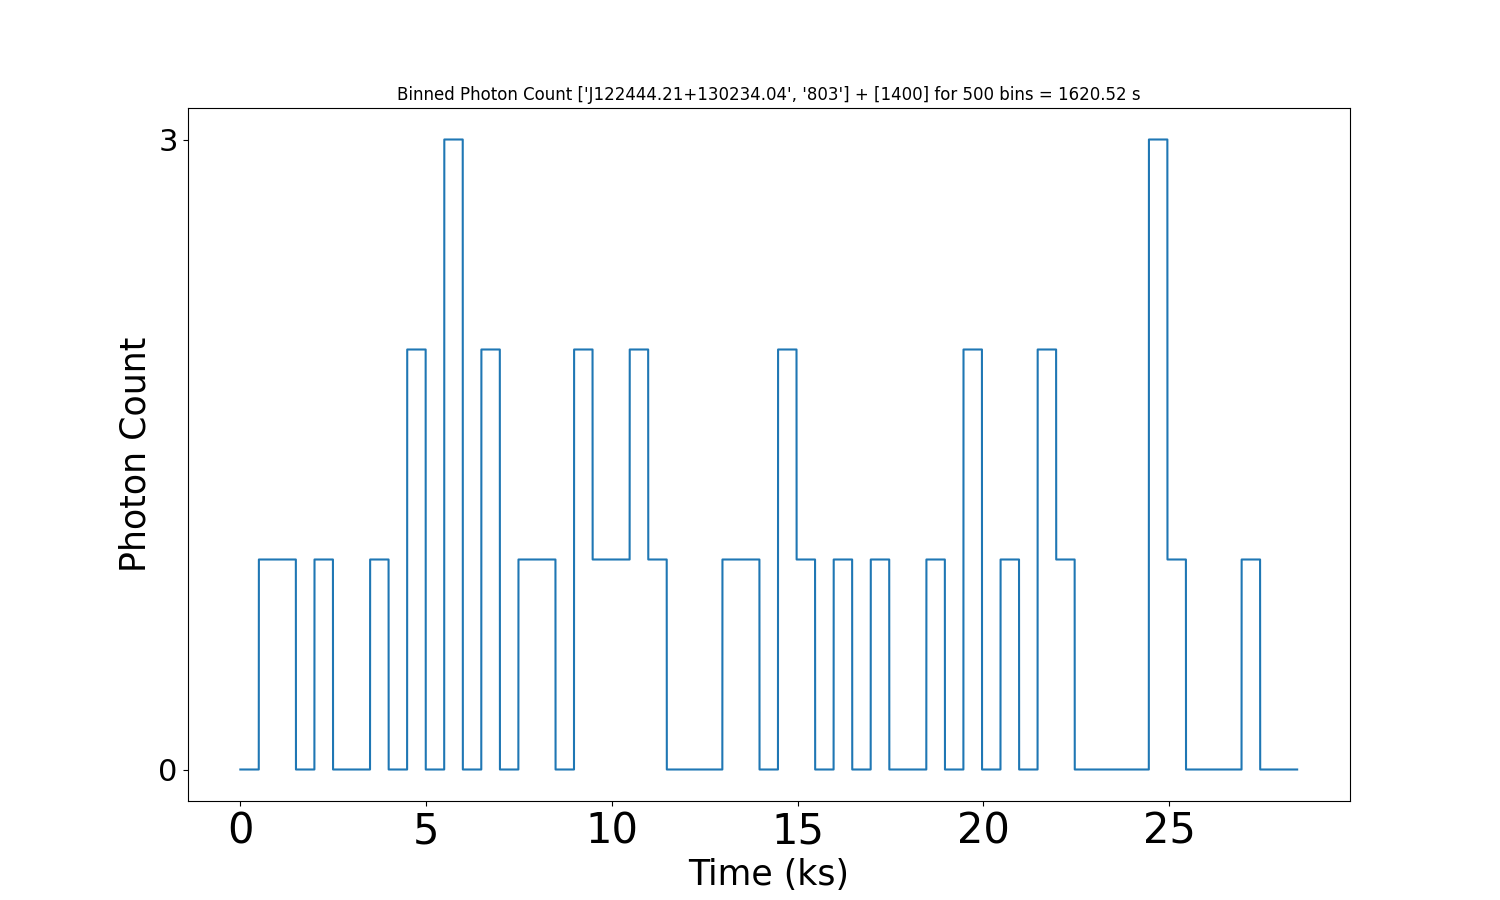 Binned Photon Count ['J122444.21+130234.04', '803'] + [1400] for 500 bins = 1620.52 s
3
Photon Count
0
0 5 10 15 20 25
Time (ks)